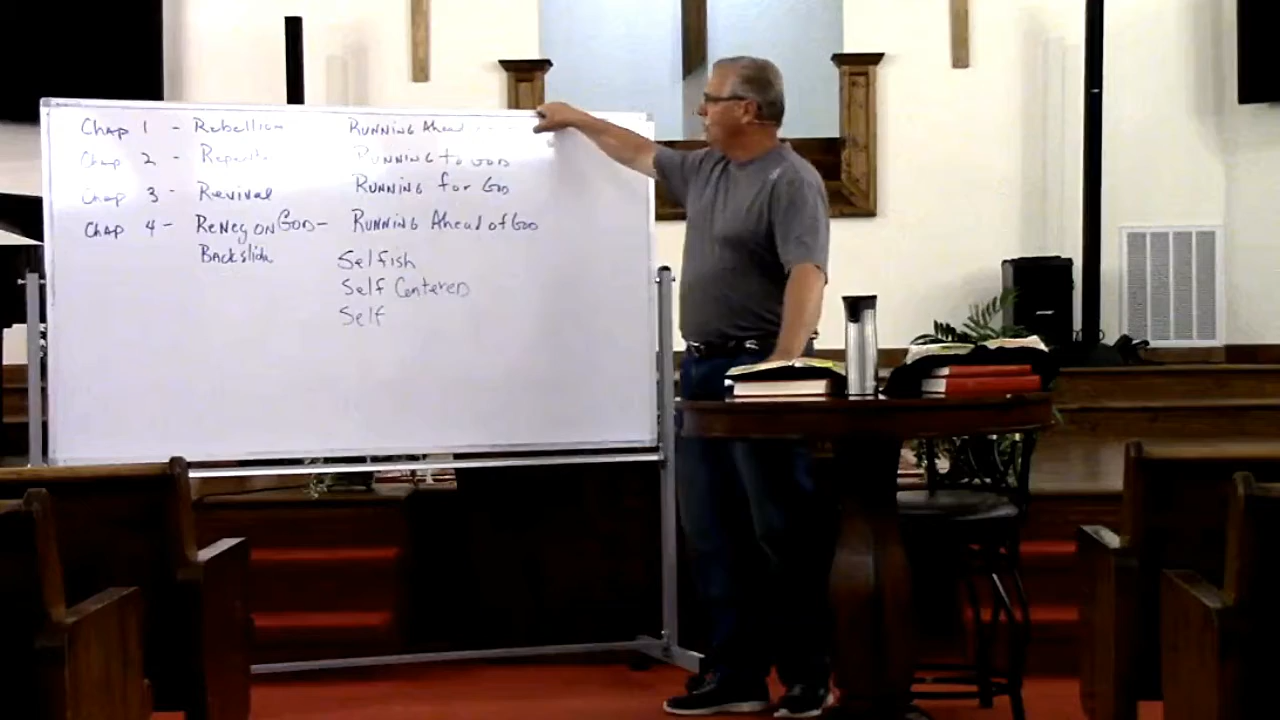 Chap 1 - Rebellion RUNNING Ahead
Chap 2 - RUNNING to GOD
Chap 3 - Revival RUNNING for GOD
Chap 4 - ReNeg ON GOD - RUNNING Ahead of GOD
Backslide Selfish
Self Centered
Self